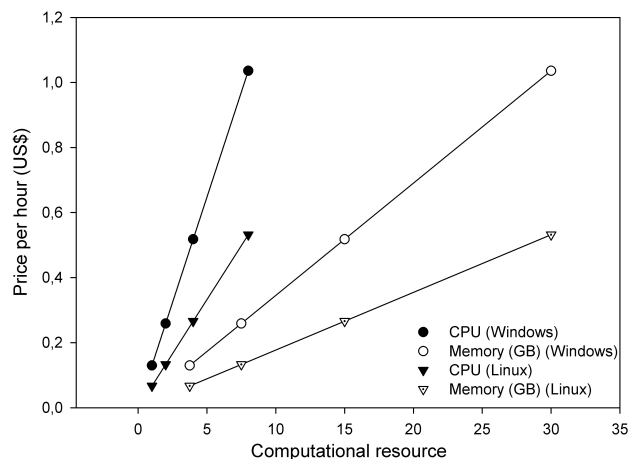 1,2
1,0
0,8
0,6
0,4
0,2
0,0
Price per hour (US$)
CPU (Windows)
Memory (GB) (Windows)
CPU (Linux)
Memory (GB) (Linux)
0 5 10 15 20 25 30 35
Computational resource